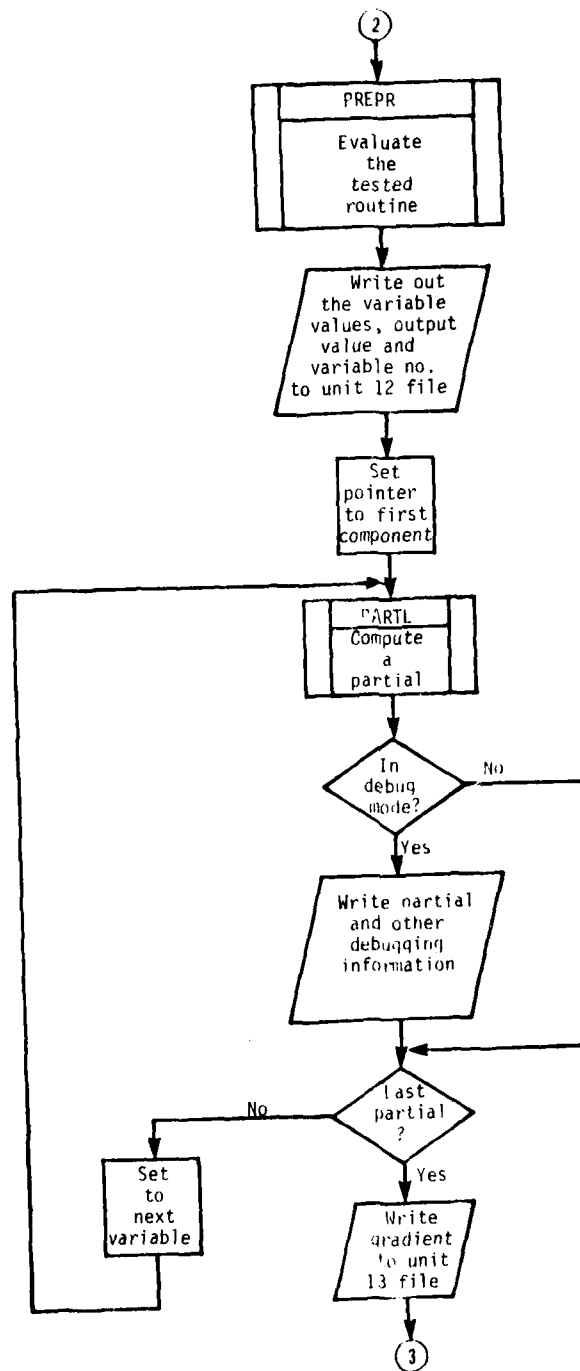 2
PREPR
Evaluate
the
tested
routine
Write out
the variable
values, output
value and
variable no.
to unit 12 file
Set
pointer
to first
component
PARTL
Compute
a
partial
In
debug
mode?
No
Yes
Write partial
and other
debugging
information
Last
partial
?
No
Yes
Set
to
next
variable
Write
gradient
to unit
13 file
3